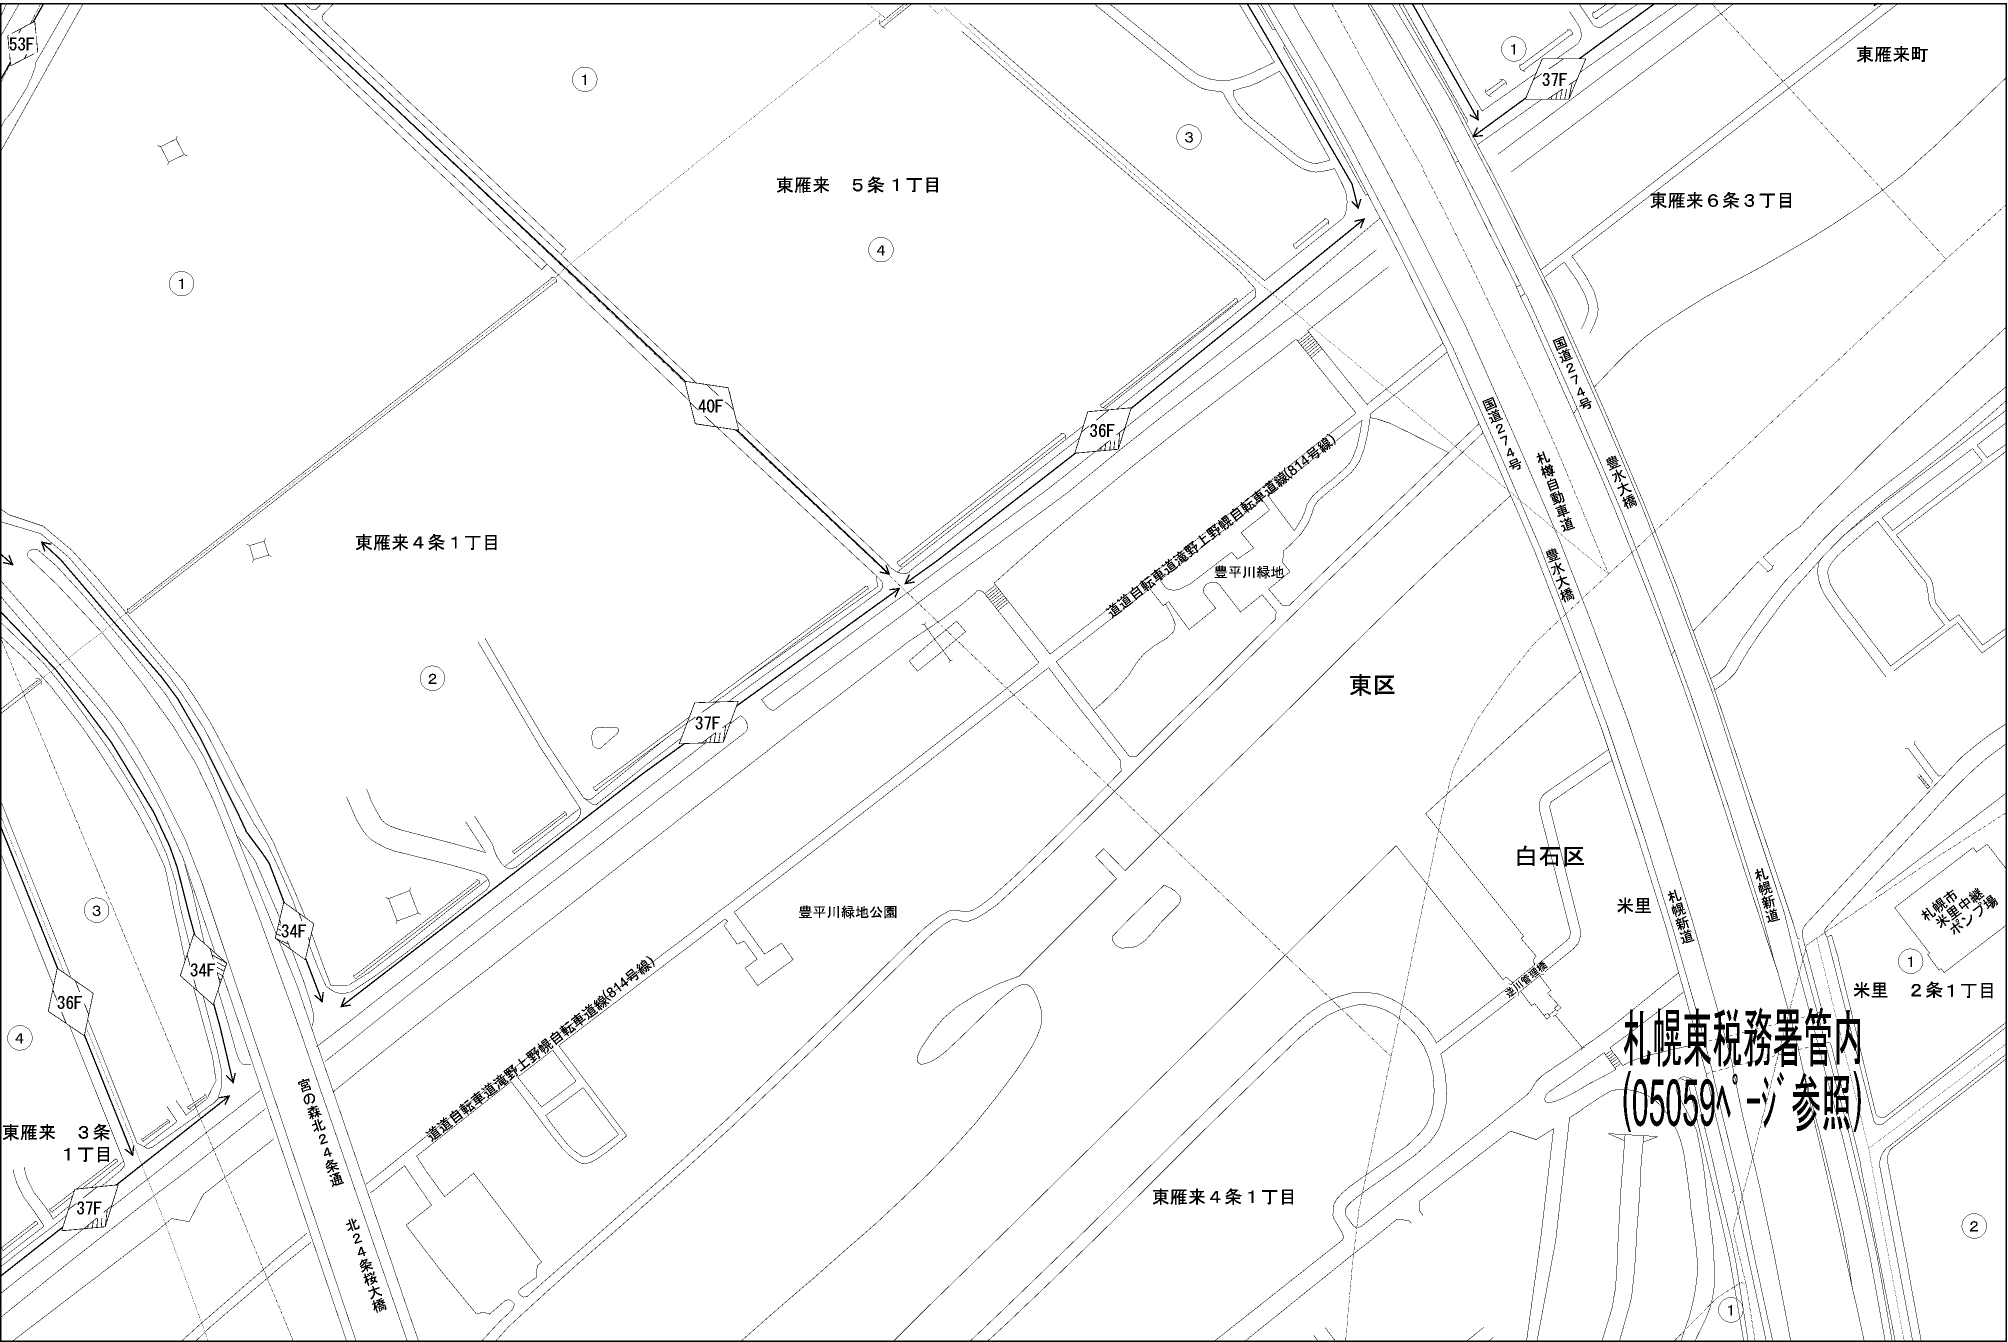 53F
①
①
37F
東雁来町
③
東雁来 ５条１丁目
東雁来６条３丁目
④
①
国道２７４号
国道２７４号
40F
36F
道道自転車道滝野上野幌自転車道線(814号線)
札樽自動車道
豊水大橋
豊水大橋
東雁来４条１丁目
豊平川緑地
②
東区
37F
白石区
米里
札幌新道
札幌新道
札幌市
米里中継
ポンプ場
③
豊平川緑地公園
34F
34F
36F
④
道道自転車道滝野上野幌自転車道線(814号線)
逆川管理橋
①
米里 ２条１丁目
札幌東税務署管内
(05059ﾍﾟｰｼﾞ参照)
宮の森北２４条通
東雁来 ３条
１丁目
37F
北２４条桜大橋
東雁来４条１丁目
②
①